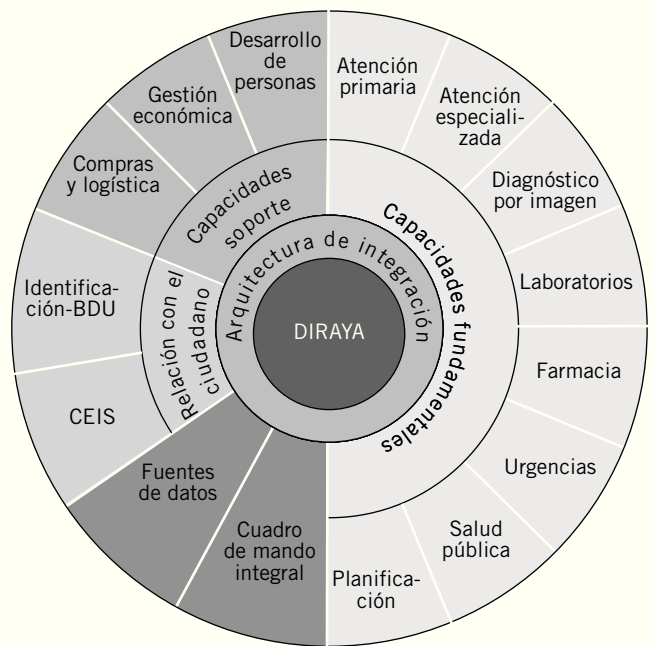 Desarrollo
de
personas
Atención
primaria
Atención
especiali-
zada
Diagnóstico
por imagen
Laboratorios
Farmacia
Urgencias
Salud
pública
Planifica-
ción
Cuadro
de mando
integral
Fuentes
de datos
CEIS
Identifica-
ción-BDU
Compras
y logística
Gestión
económica
Capacidades
soporte
Relación con el
ciudadano
Capacidades fundamentales
Arquitectura de integración
DIRAYA